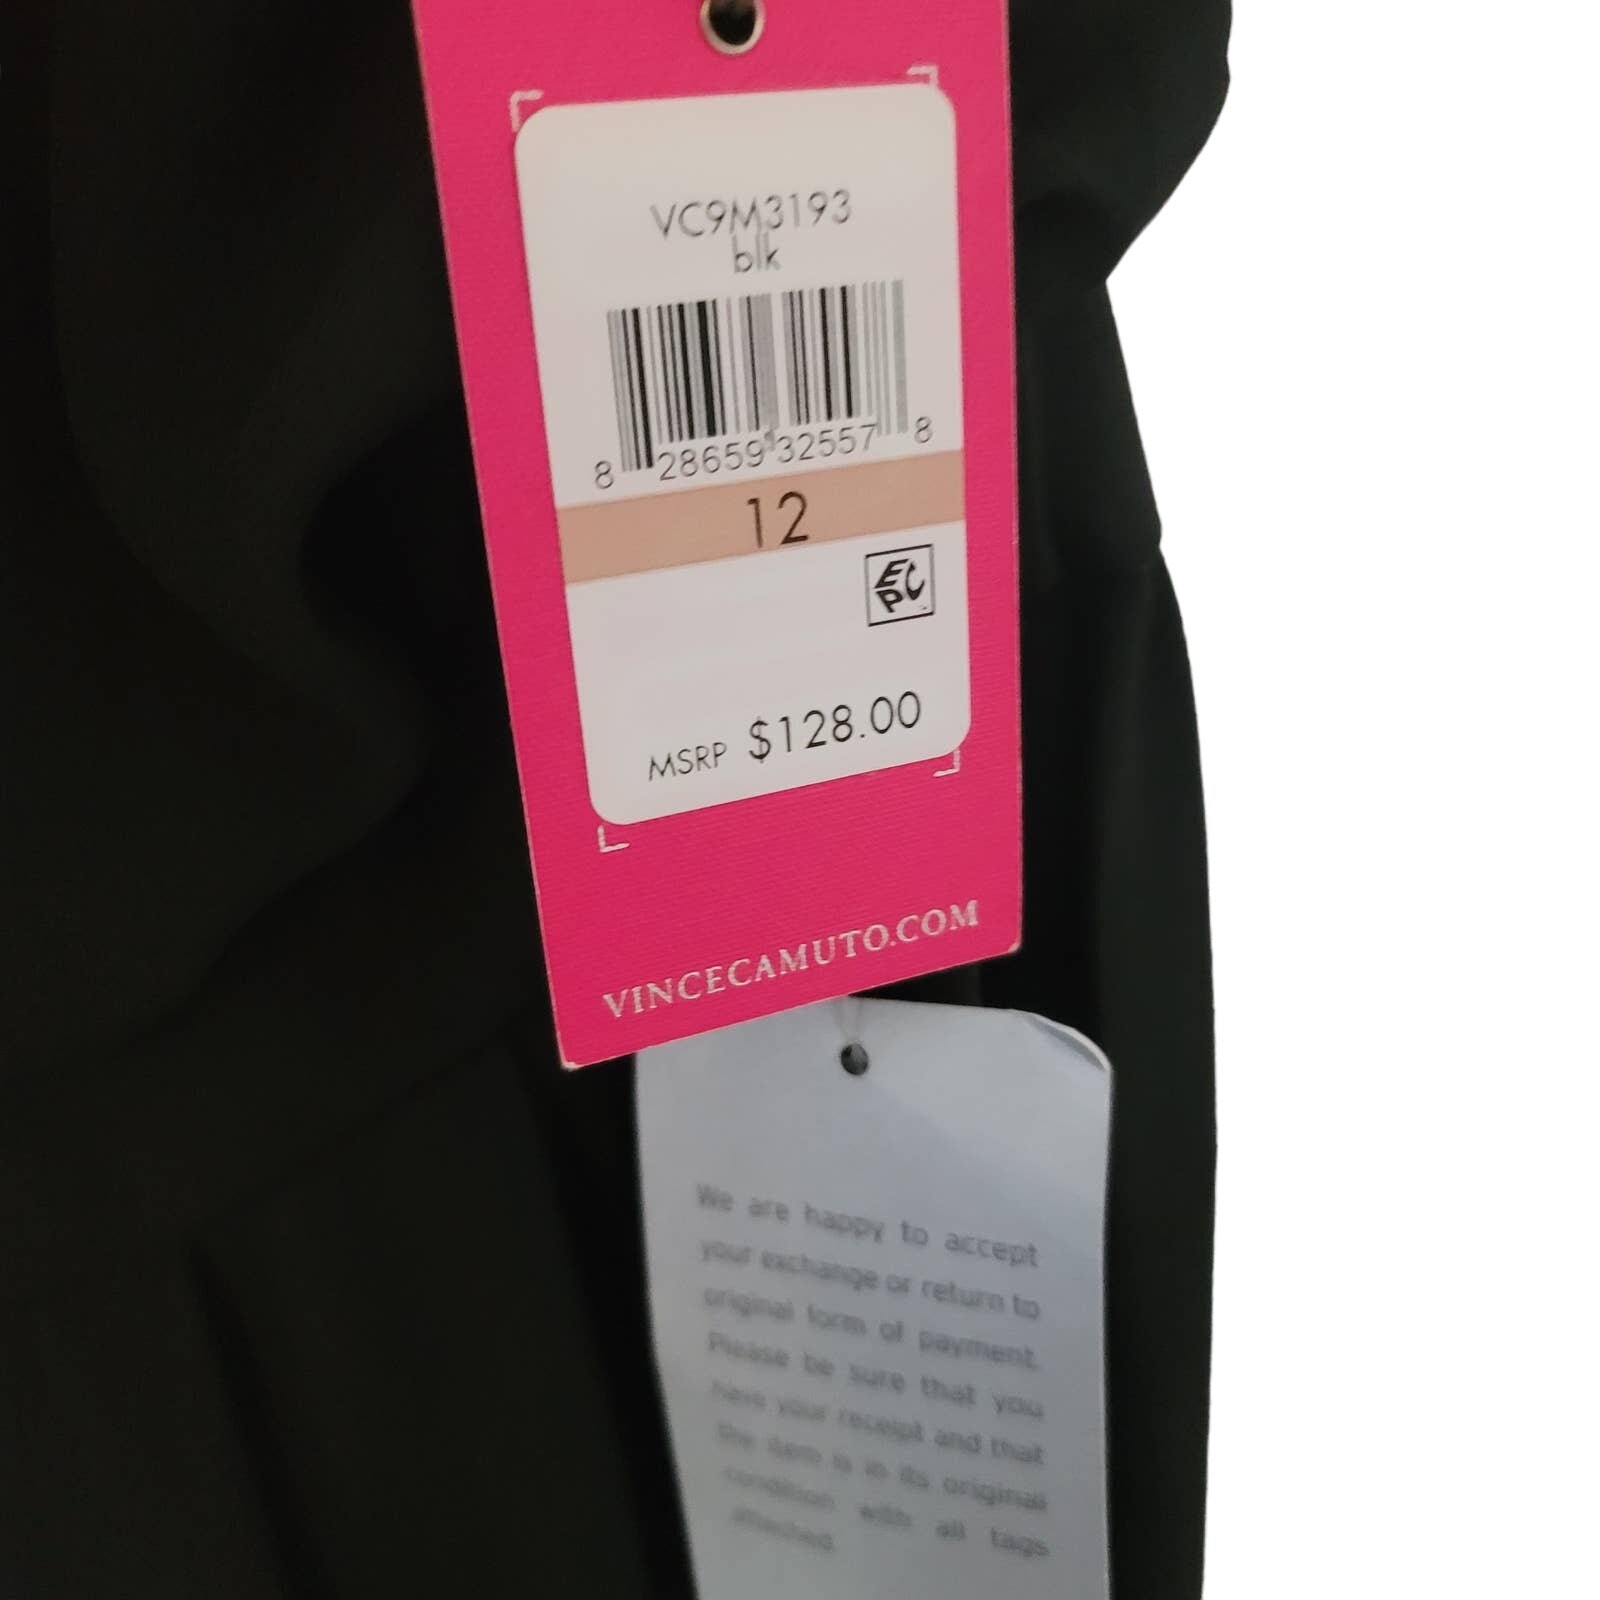 VC9M3193
blk
8 28659 32557 8
12
EPC
MSRP $128.00
VINCECAMUTO.COM
We are happy to accept
your exchange or return to
original form of payment.
Please be sure that you
have your receipt and that
the item is in its original
condition with all tags
attached.